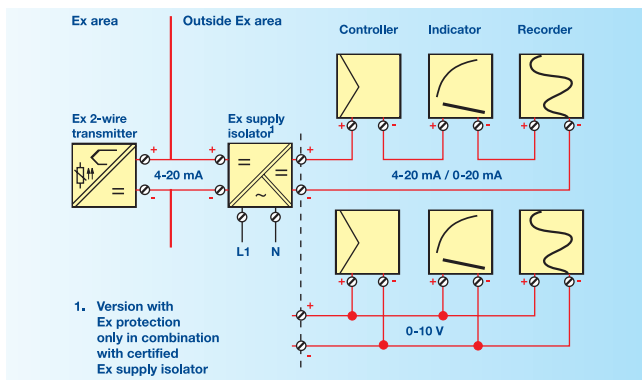 Ex area
Outside Ex area
Controller
Indicator
Recorder
Ex 2-wire
transmitter
Ex supply
isolator1
+
-
4-20 mA
+
-
+
-
L1
N
+
-
+
-
+
-
4-20 mA / 0-20 mA
+
-
+
-
+
-
+
-
0-10 V
1. Version with
Ex protection
only in combination
with certified
Ex supply isolator